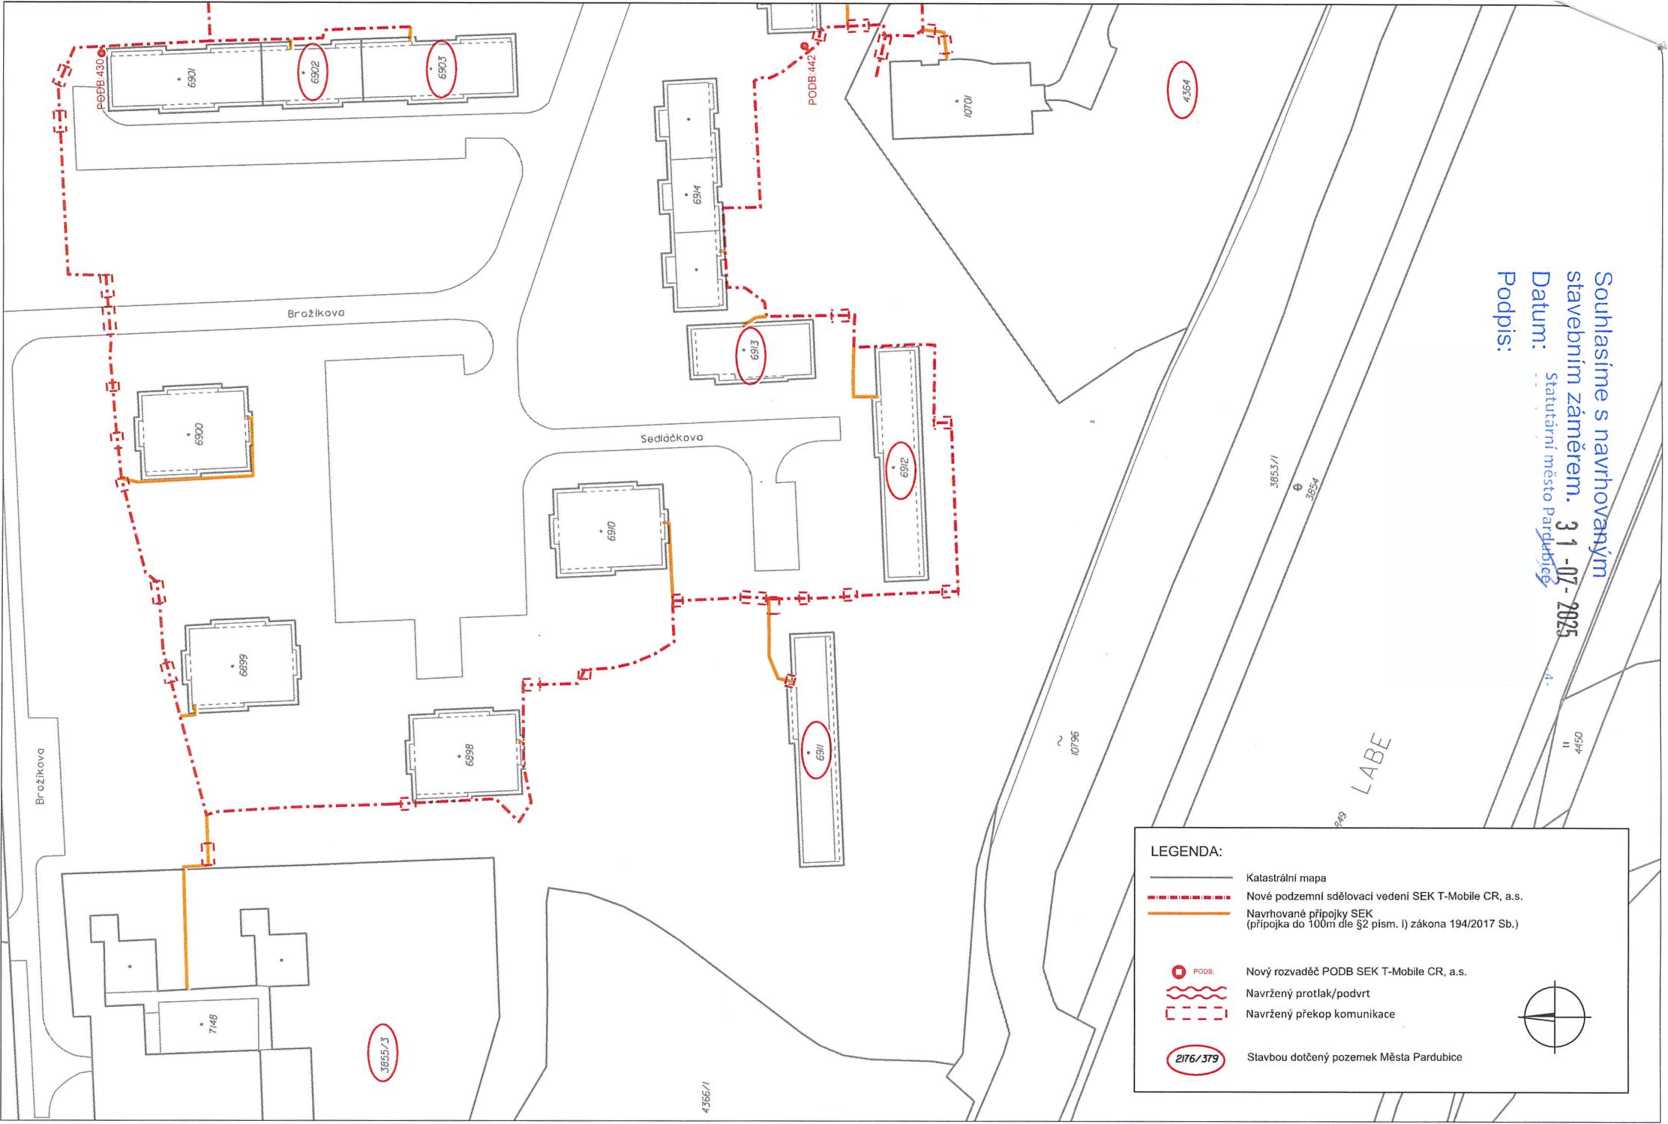 PODB:430
6901
6902
6903
PODB:442
10701
4364
6914
Brožíkova
6913
6900
Sedláčkova
6912
6910
6899
6898
6911
Brožíkova
7148
3855/3
4366/1
3853/1
3854
10796
LABE
4450
Souhlasíme s navrhovaným
stavebním záměrem.
31-07-2025
Datum:
Statutární město Pardubice
Podpis:
-4-
LEGENDA:
Katastrální mapa
Nové podzemní sdělovací vedení SEK T-Mobile CR, a.s.
Navrhované přípojky SEK
(přípojka do 100m dle §2 písm. i) zákona 194/2017 Sb.)
PODB:
Nový rozvaděč PODB SEK T-Mobile CR, a.s.
Navržený protlak/podvrt
Navržený překop komunikace
2176/379
Stavbou dotčený pozemek Města Pardubice